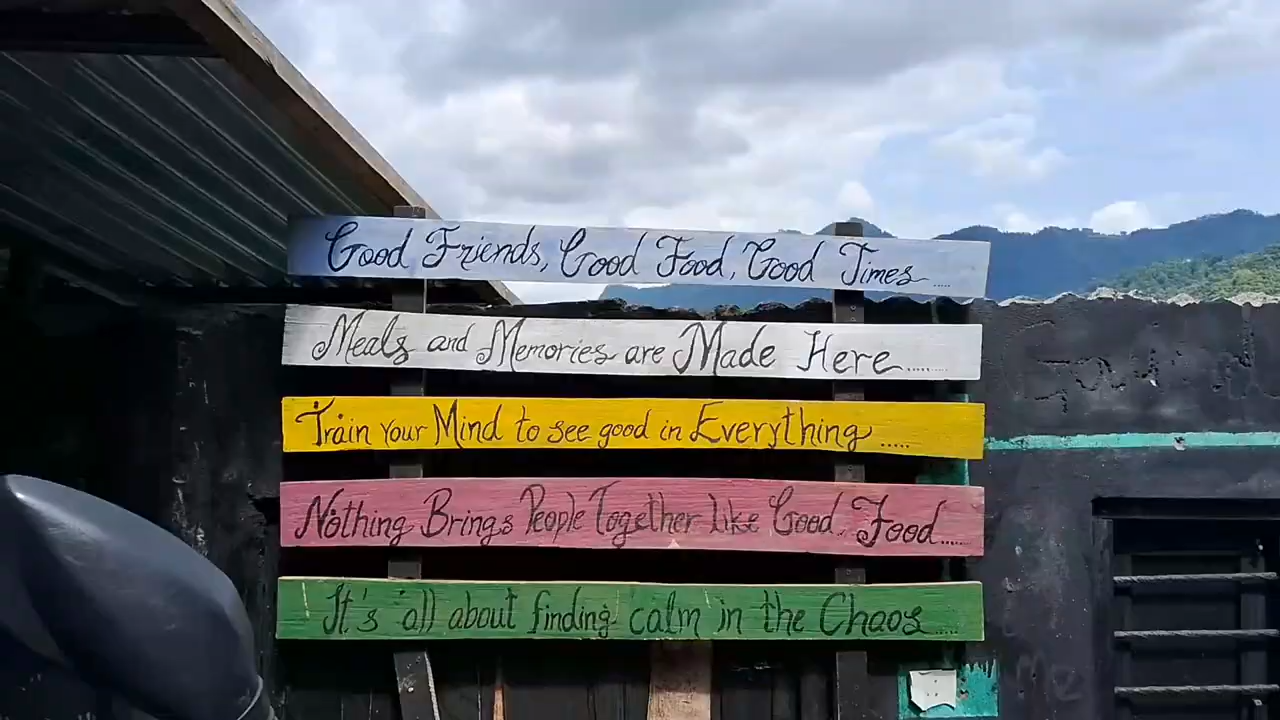 Good Friends, Good Food, Good Times.....
Meals and Memories are Made Here........
Train Your Mind to see good in Everything.....
Nothing Brings People Together like Good Food......
It's all about finding calm in the Chaos.....